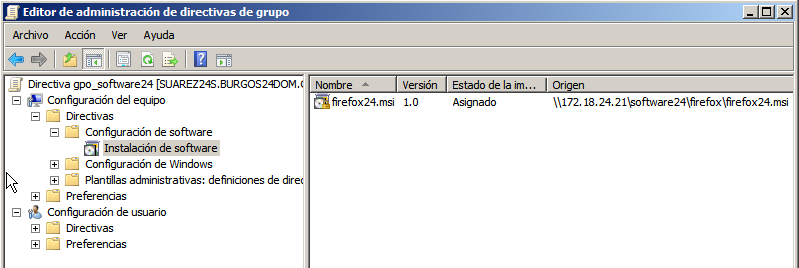 Editor de administración de directivas de grupo
Archivo Acción Ver Ayuda
Directiva gpo_software24 [SUAREZ24S.BURGOS24DOM.C
Configuración del equipo
Directivas
Configuración de software
Instalación de software
Configuración de Windows
Plantillas administrativas: definiciones de direc
Preferencias
Configuración de usuario
Directivas
Preferencias
Nombre Versión Estado de la im... Origen
firefox24.msi 1.0 Asignado \\172.18.24.21\software24\firefox\firefox24.msi